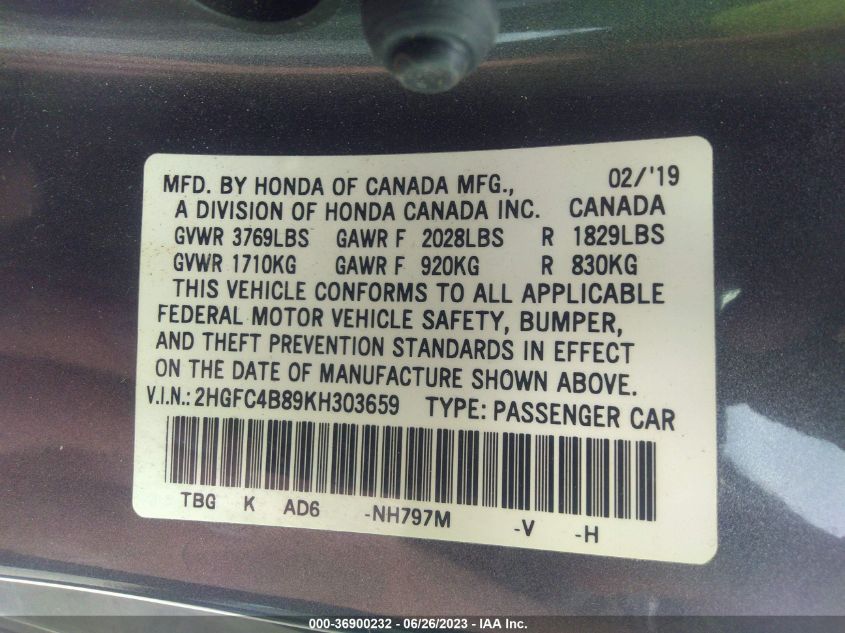 MFD. BY HONDA OF CANADA MFG., 02/'19
A DIVISION OF HONDA CANADA INC. CANADA
GVWR 3769LBS GAWR F 2028LBS R 1829LBS
GVWR 1710KG GAWR F 920KG R 830KG
THIS VEHICLE CONFORMS TO ALL APPLICABLE
FEDERAL MOTOR VEHICLE SAFETY, BUMPER,
AND THEFT PREVENTION STANDARDS IN EFFECT
ON THE DATE OF MANUFACTURE SHOWN ABOVE.
V.I.N.: 2HGFC4B89KH303659 TYPE: PASSENGER CAR
TBG K AD6 -NH797M -V -H
000-36900232 - 06/26/2023 - IAA Inc.